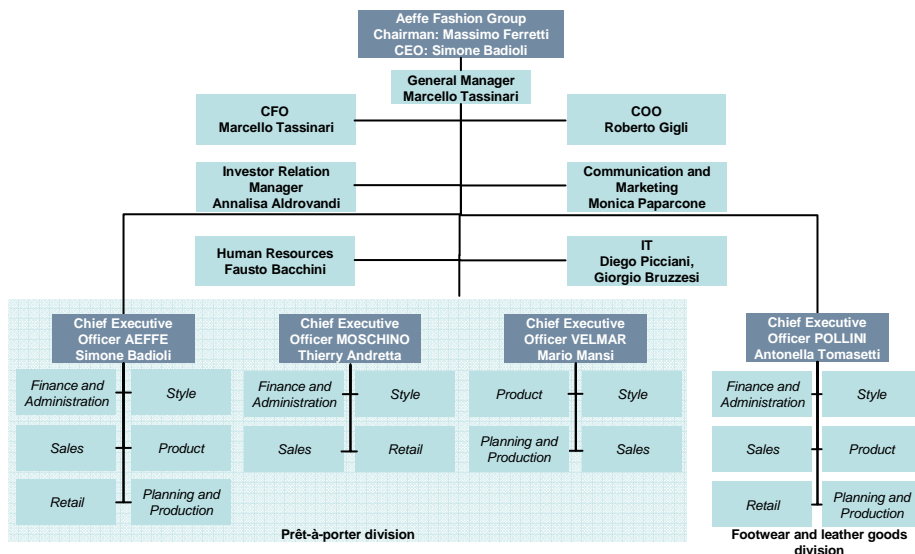 Aeffe Fashion Group
Chairman: Massimo Ferretti
CEO: Simone Badioli
General Manager
Marcello Tassinari
CFO
Marcello Tassinari
COO
Roberto Gigli
Investor Relation
Manager
Annalisa Aldrovandi
Communication and
Marketing
Monica Paparcone
Human Resources
Fausto Bacchini
IT
Diego Picciani,
Giorgio Bruzzesi
Chief Executive
Officer AEFFE
Simone Badioli
Finance and
Administration
Style
Sales
Product
Retail
Planning and
Production
Chief Executive
Officer MOSCHINO
Thierry Andretta
Finance and
Administration
Style
Sales
Retail
Chief Executive
Officer VELMAR
Mario Mansi
Product
Style
Planning and
Production
Sales
Prêt-à-porter division
Chief Executive
Officer POLLINI
Antonella Tomasetti
Finance and
Administration
Style
Sales
Product
Retail
Planning and
Production
Footwear and leather goods
division